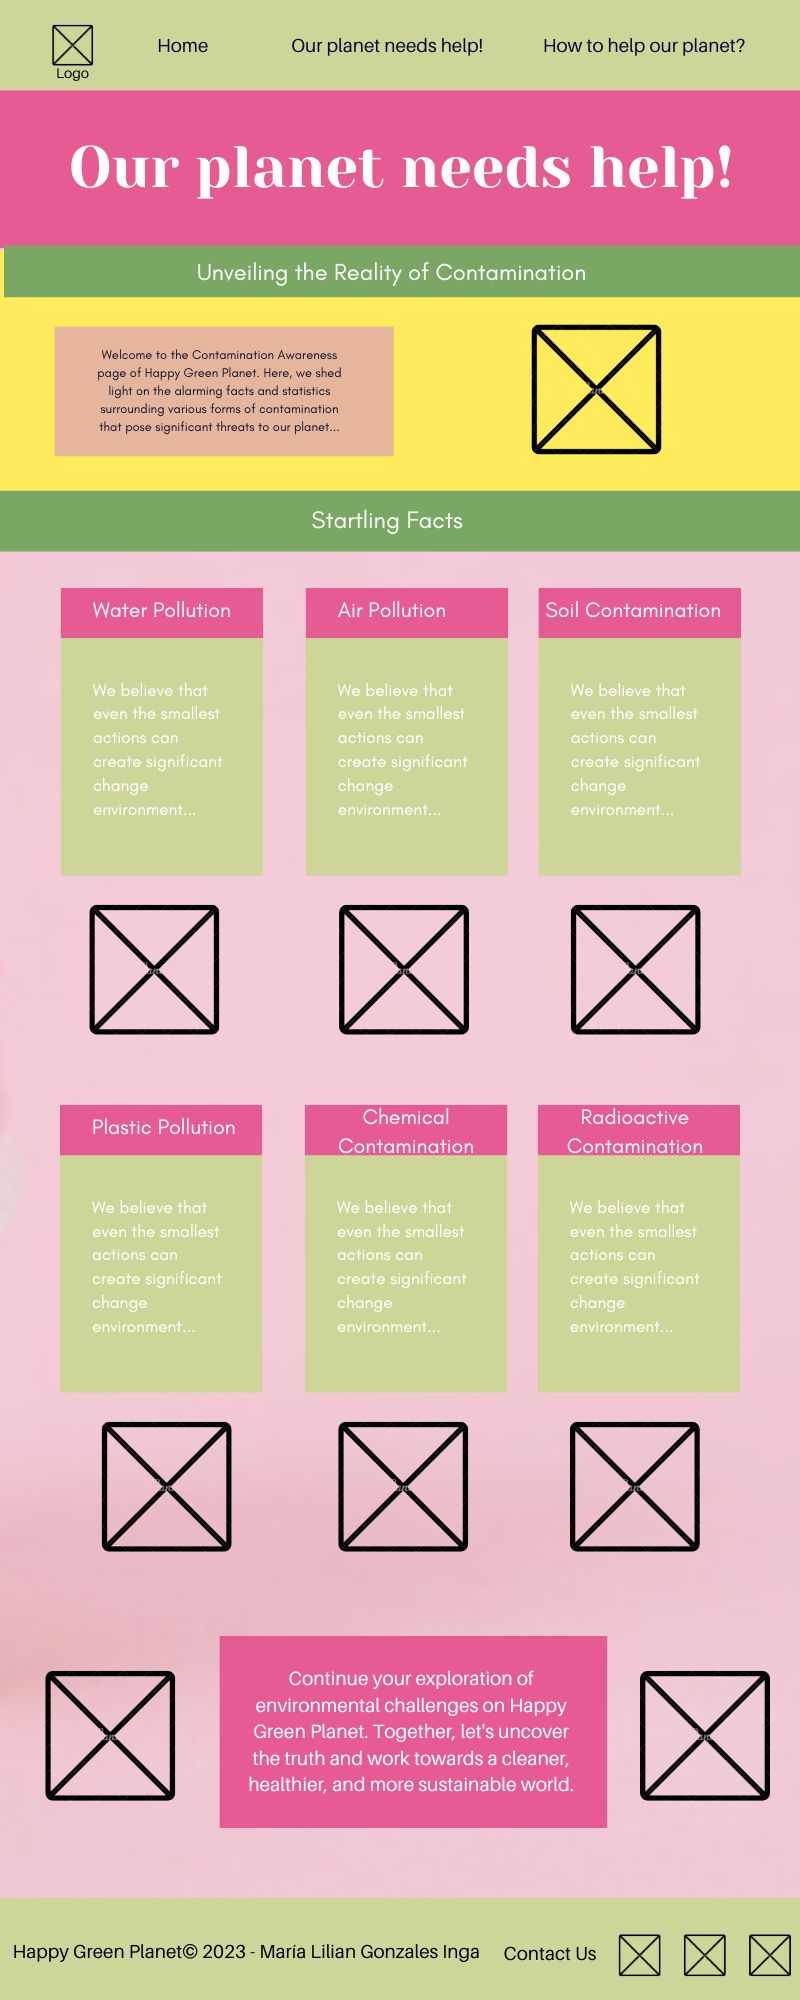 Logo
Home
Our planet needs help!
How to help our planet?
Our planet needs help!
Unveiling the Reality of Contamination
Welcome to the Contamination Awareness
page of Happy Green Planet. Here, we shed
light on the alarming facts and statistics
surrounding various forms of contamination
that pose significant threats to our planet...
Startling Facts
Water Pollution
We believe that
even the smallest
actions can
create significant
change
environment...
Air Pollution
We believe that
even the smallest
actions can
create significant
change
environment...
Soil Contamination
We believe that
even the smallest
actions can
create significant
change
environment...
Plastic Pollution
We believe that
even the smallest
actions can
create significant
change
environment...
Chemical
Contamination
We believe that
even the smallest
actions can
create significant
change
environment...
Radioactive
Contamination
We believe that
even the smallest
actions can
create significant
change
environment...
Continue your exploration of
environmental challenges on Happy
Green Planet. Together, let's uncover
the truth and work towards a cleaner,
healthier, and more sustainable world.
Happy Green Planet© 2023 - María Lilian Gonzales Inga
Contact Us